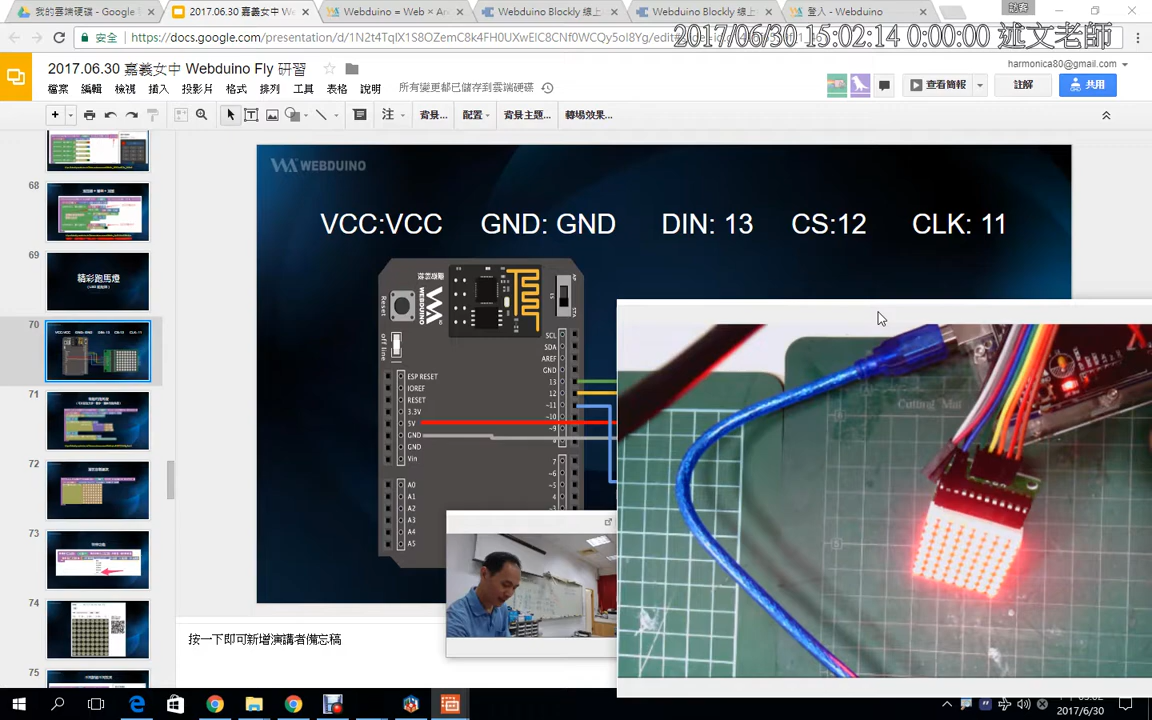 我的雲端硬碟 - Google
2017.06.30 嘉義女中 W
Webduino = Web × Ar
Webduino Blockly 線上
Webduino Blockly 線上
登入 - Webduino
訪客
安全
https://docs.google.com/presentation/d/1N2t4TqlX1S8OZemC8k4FH0UXwEIC8Nf0WCQy5oI8Yg/edit
2017/06/30 15:02:14 0:00:00 述文老師
2017.06.30 嘉義女中 Webduino Fly 研習
harmonica80@gmail.com
檔案 編輯 檢視 插入 投影片 格式 排列 工具 表格 說明 所有變更都已儲存到雲端硬碟
查看簡報 註解 共用
注 背景... 配置 背景主題... 轉場效果...
68
69
精彩跑馬燈
70
71
72
73
74
75
WEBDUINO
VCC:VCC GND: GND DIN: 13 CS:12 CLK: 11
Reset
WEBDUINO
off line
ESP RESET
IOREF
RESET
3.3V
5V
GND
GND
Vin
A0
A1
A2
A3
A4
A5
SCL
SDA
AREF
GND
13
12
~11
~10
~9
8
7
~6
~5
4
Cutting Mat
按一下即可新增演講者備忘稿
2017/6/30